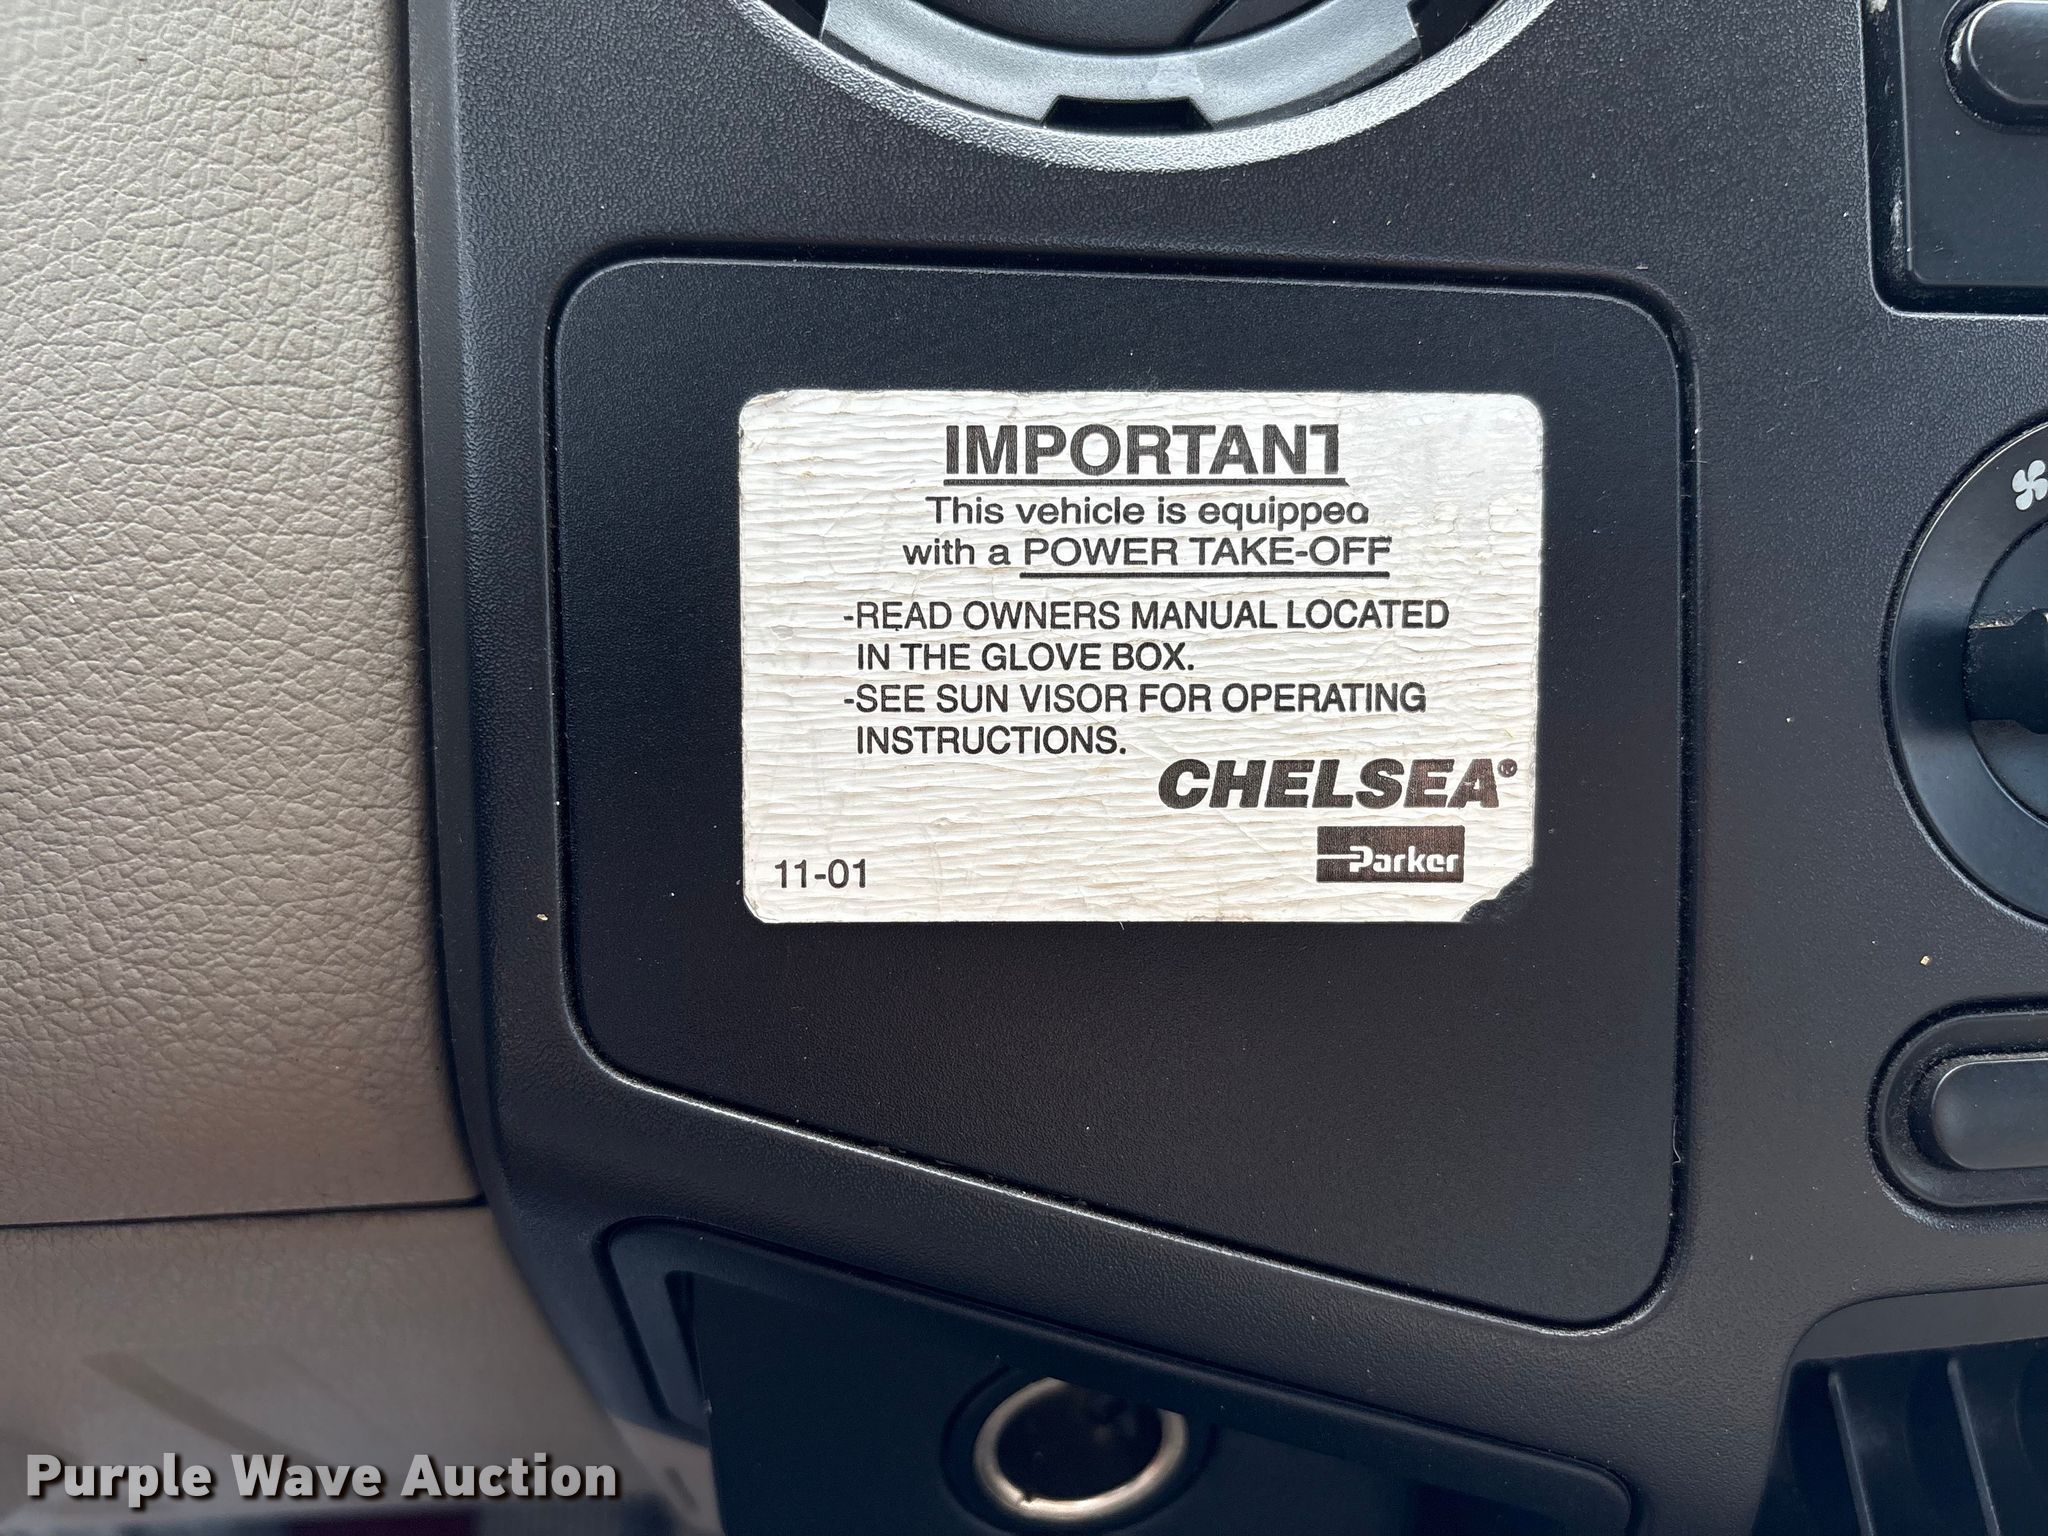 IMPORTANT
This vehicle is equipped
with a POWER TAKE-OFF
-READ OWNERS MANUAL LOCATED
IN THE GLOVE BOX.
-SEE SUN VISOR FOR OPERATING
INSTRUCTIONS.
CHELSEA®
Parker
11-01
Purple Wave Auction